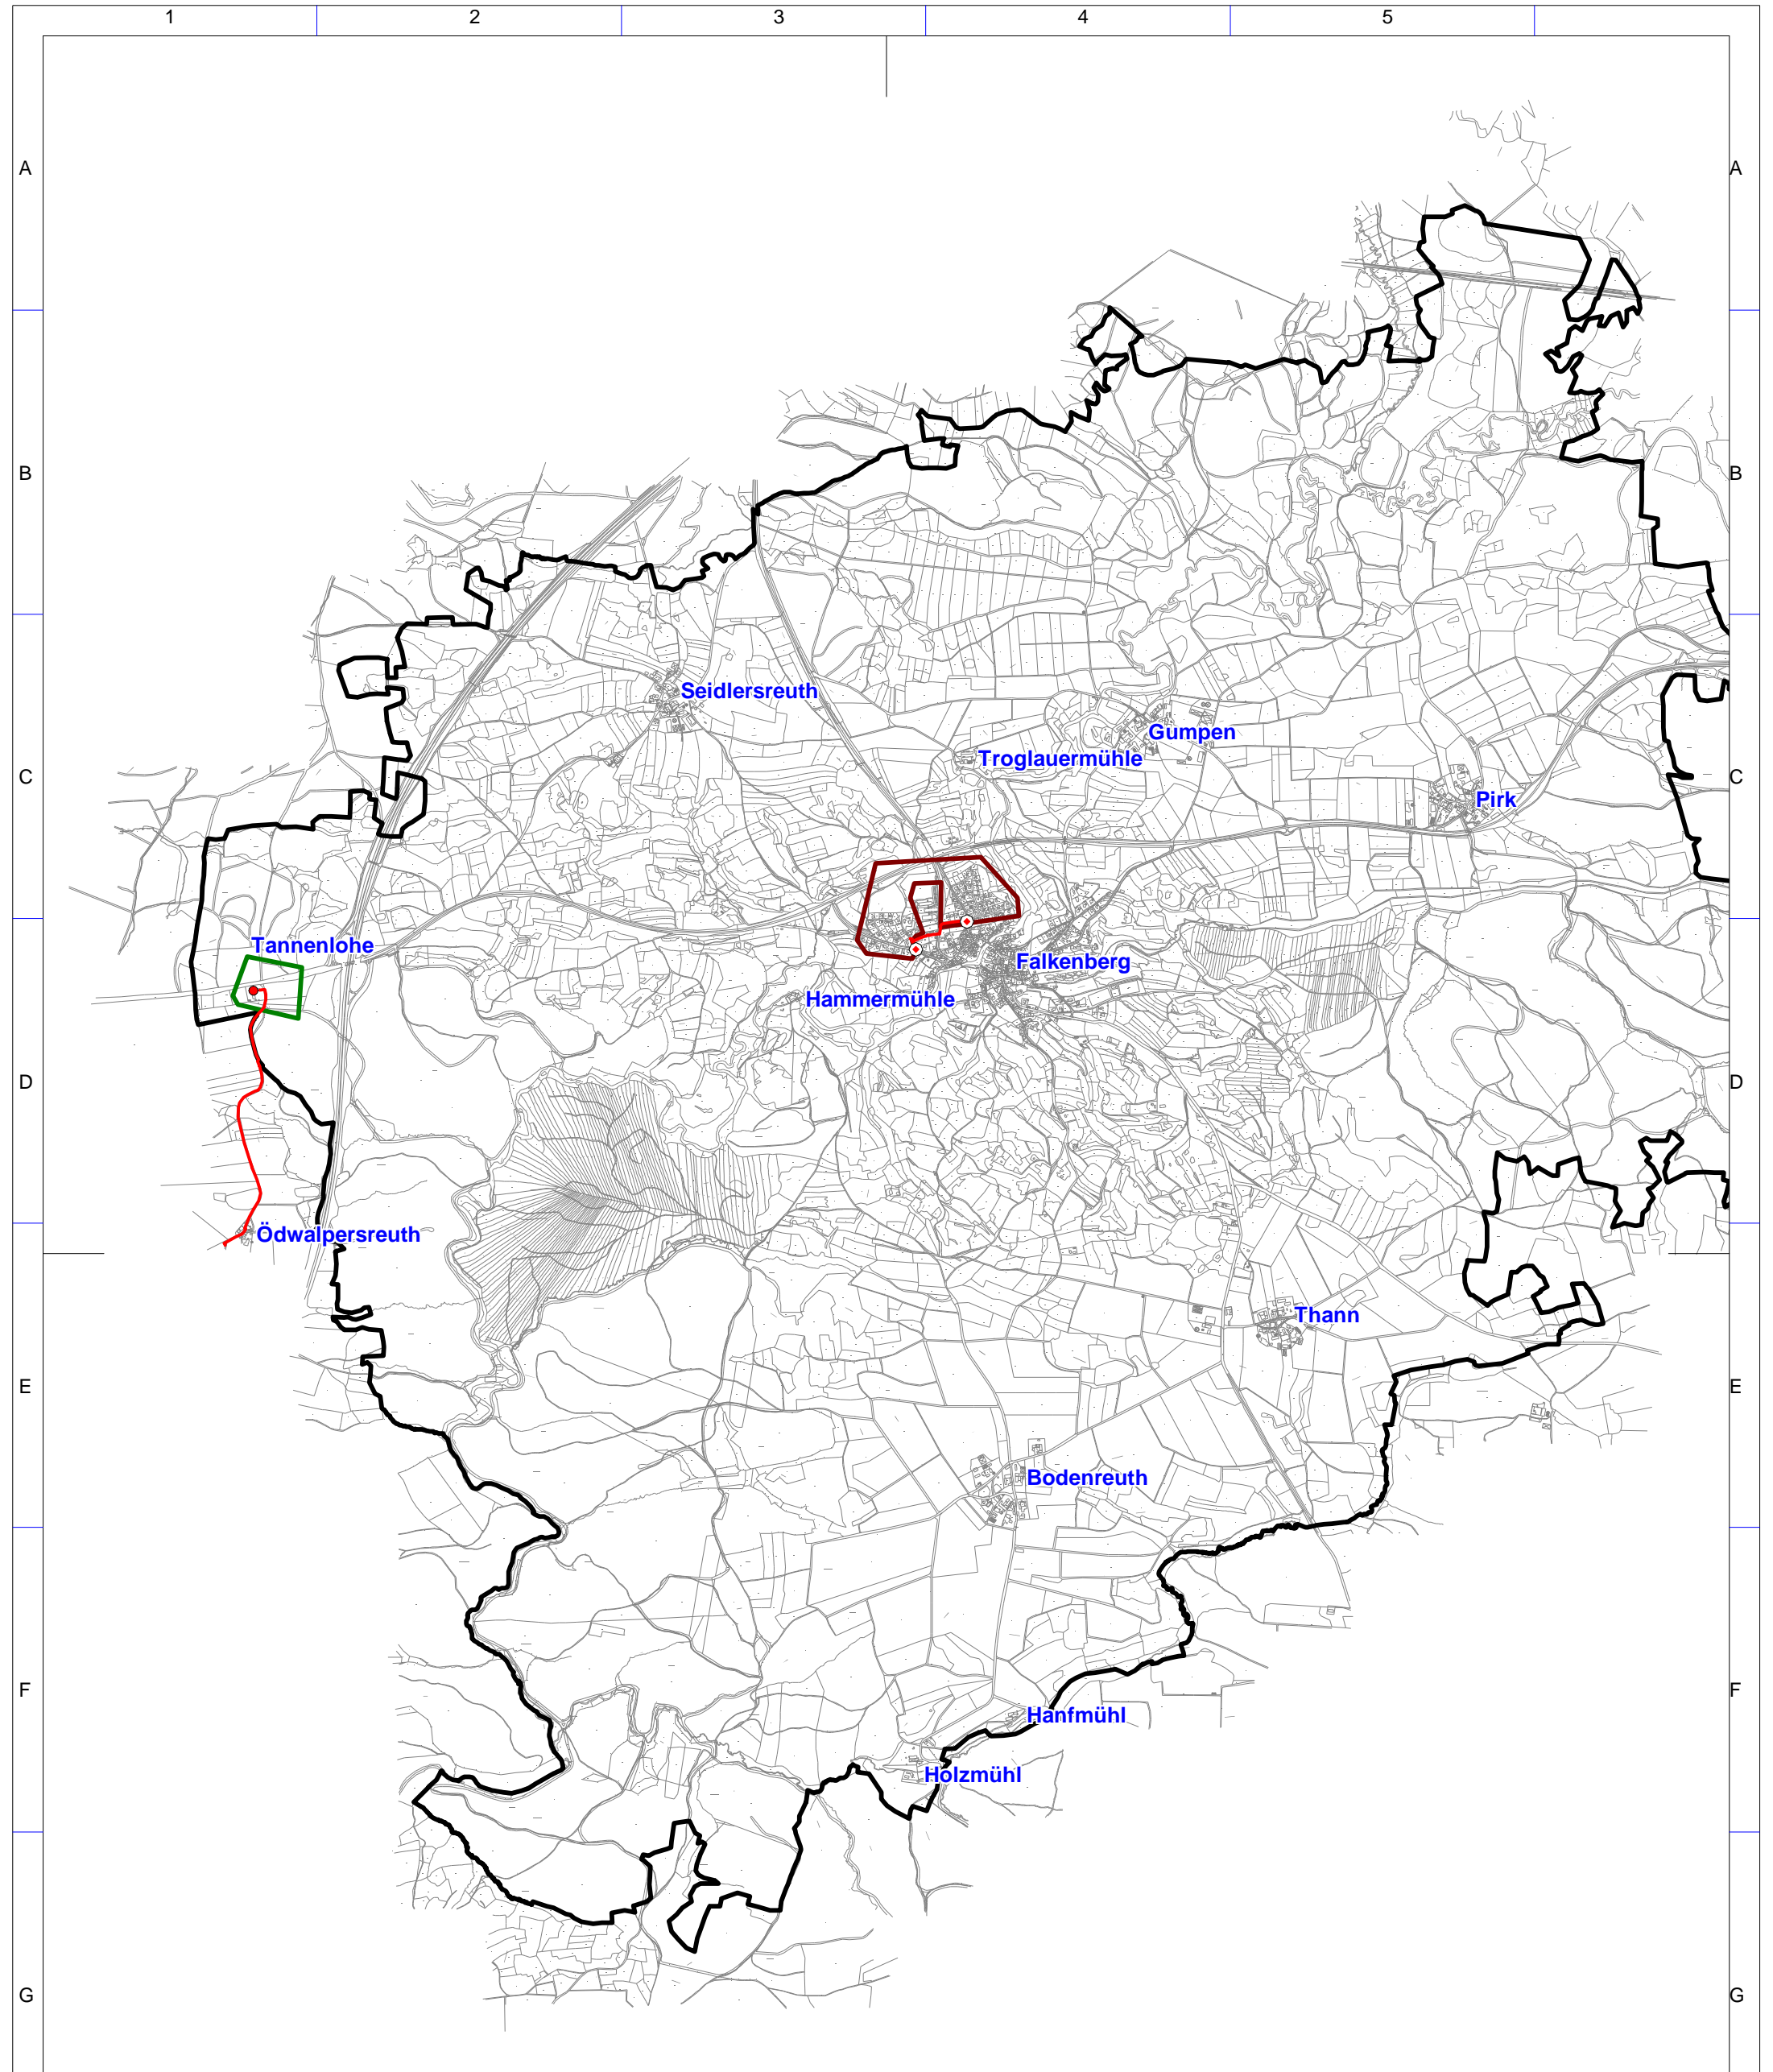 1 2 3 4 5
A A
B B
Seidlersreuth
Gumpen
Troglauermühle
C C
Pirk
Tannenlohe
Falkenberg
Hammermühle
D D
Ödwalpersreuth
Thann
E E
Bodenreuth
F F
Hanfmühl
Holzmühl
G G